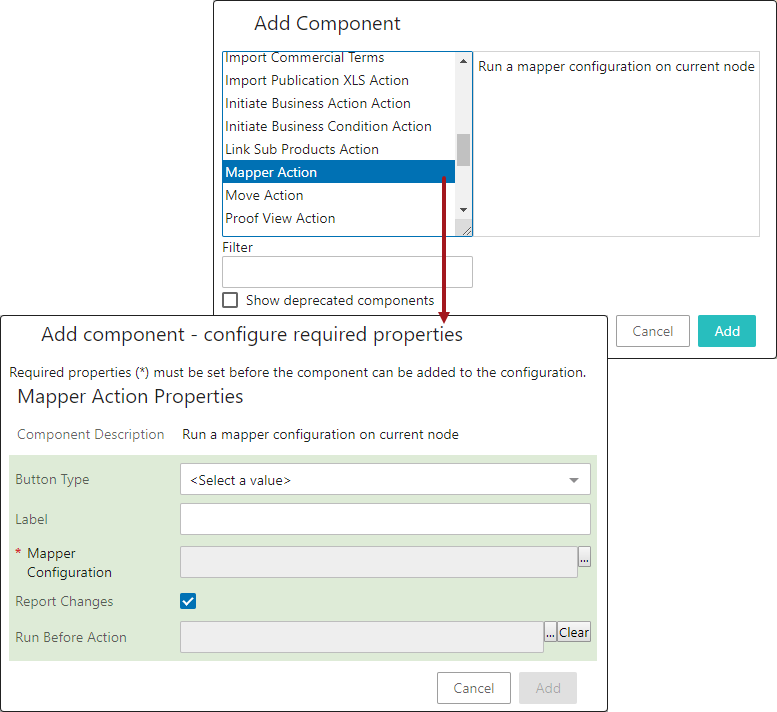 Add Component
Import Commercial Terms
Import Publication XLS Action
Initiate Business Action Action
Initiate Business Condition Action
Link Sub Products Action
Mapper Action
Move Action
Proof View Action
Run a mapper configuration on current node
Filter
Show deprecated components
Cancel
Add
Add component - configure required properties
Required properties (*) must be set before the component can be added to the configuration.
Mapper Action Properties
Component Description Run a mapper configuration on current node
Button Type <Select a value>
Label
* Mapper
Configuration ...
Report Changes
Run Before Action ... Clear
Cancel Add